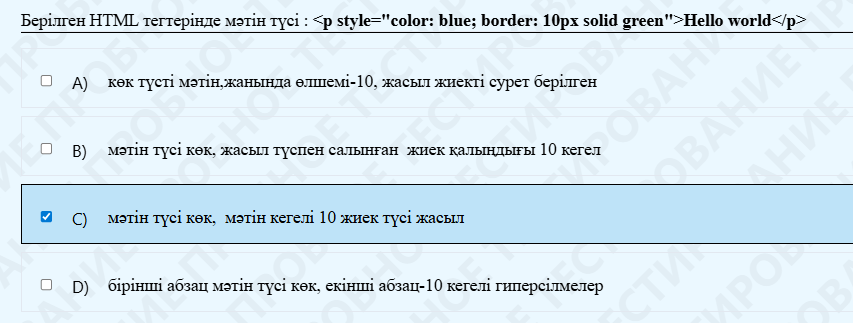 Берілген HTML тегтерінде мәтін түсі : <p style="color: blue; border: 10px solid green">Hello world</p>
A) көк түсті мәтін,жанында өлшемі-10, жасыл жиекті сурет берілген
B) мәтін түсі көк, жасыл түспен салынған жиек қалыңдығы 10 кегел
C) мәтін түсі көк, мәтін кегелі 10 жиек түсі жасыл
D) бірінші абзац мәтін түсі көк, екінші абзац-10 кегелі гиперсілмелер
ПРОБНОЕ ТЕСТИРОВАНИЕ